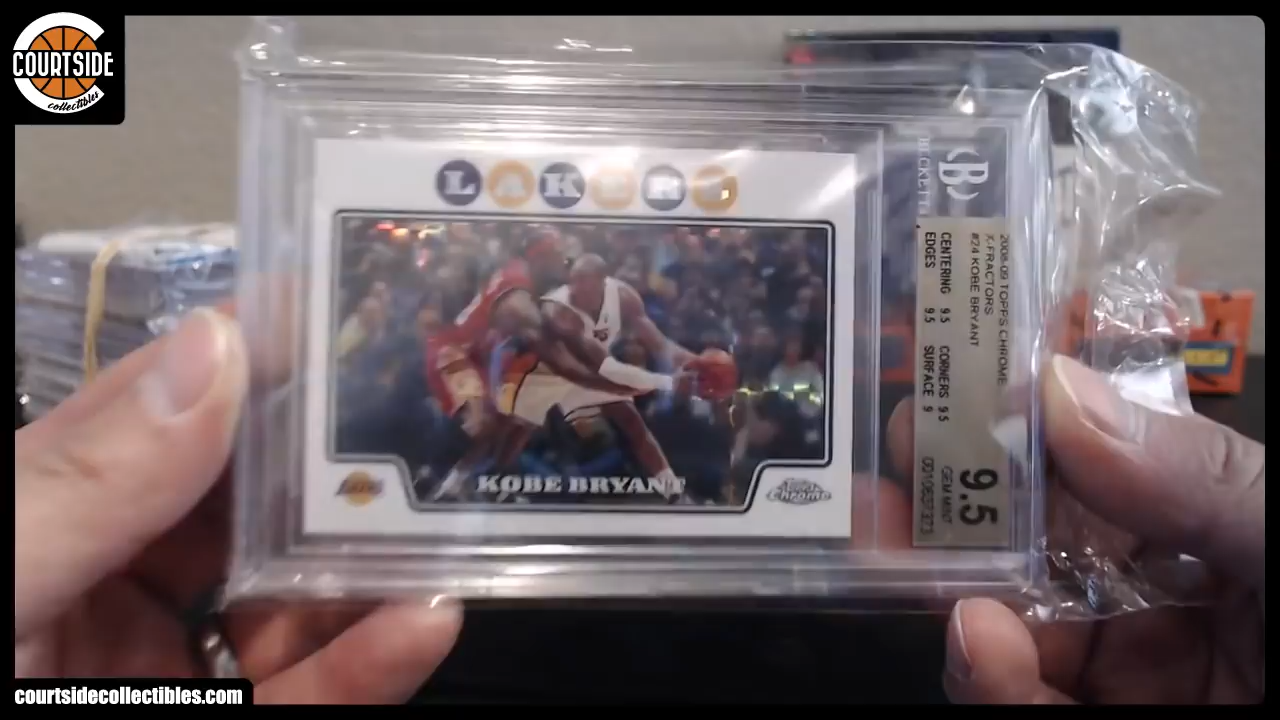 COURTSIDE
collectibles
LAKERS
KOBE BRYANT
Topps
Chrome
BECKETT
B
2008-09 TOPPS CHROME
X-FRACTORS
#24 KOBE BRYANT
CENTERING 9.5 CORNERS 9.5
EDGES 9.5 SURFACE 9
9.5
GEM MINT
courtsidecollectibles.com